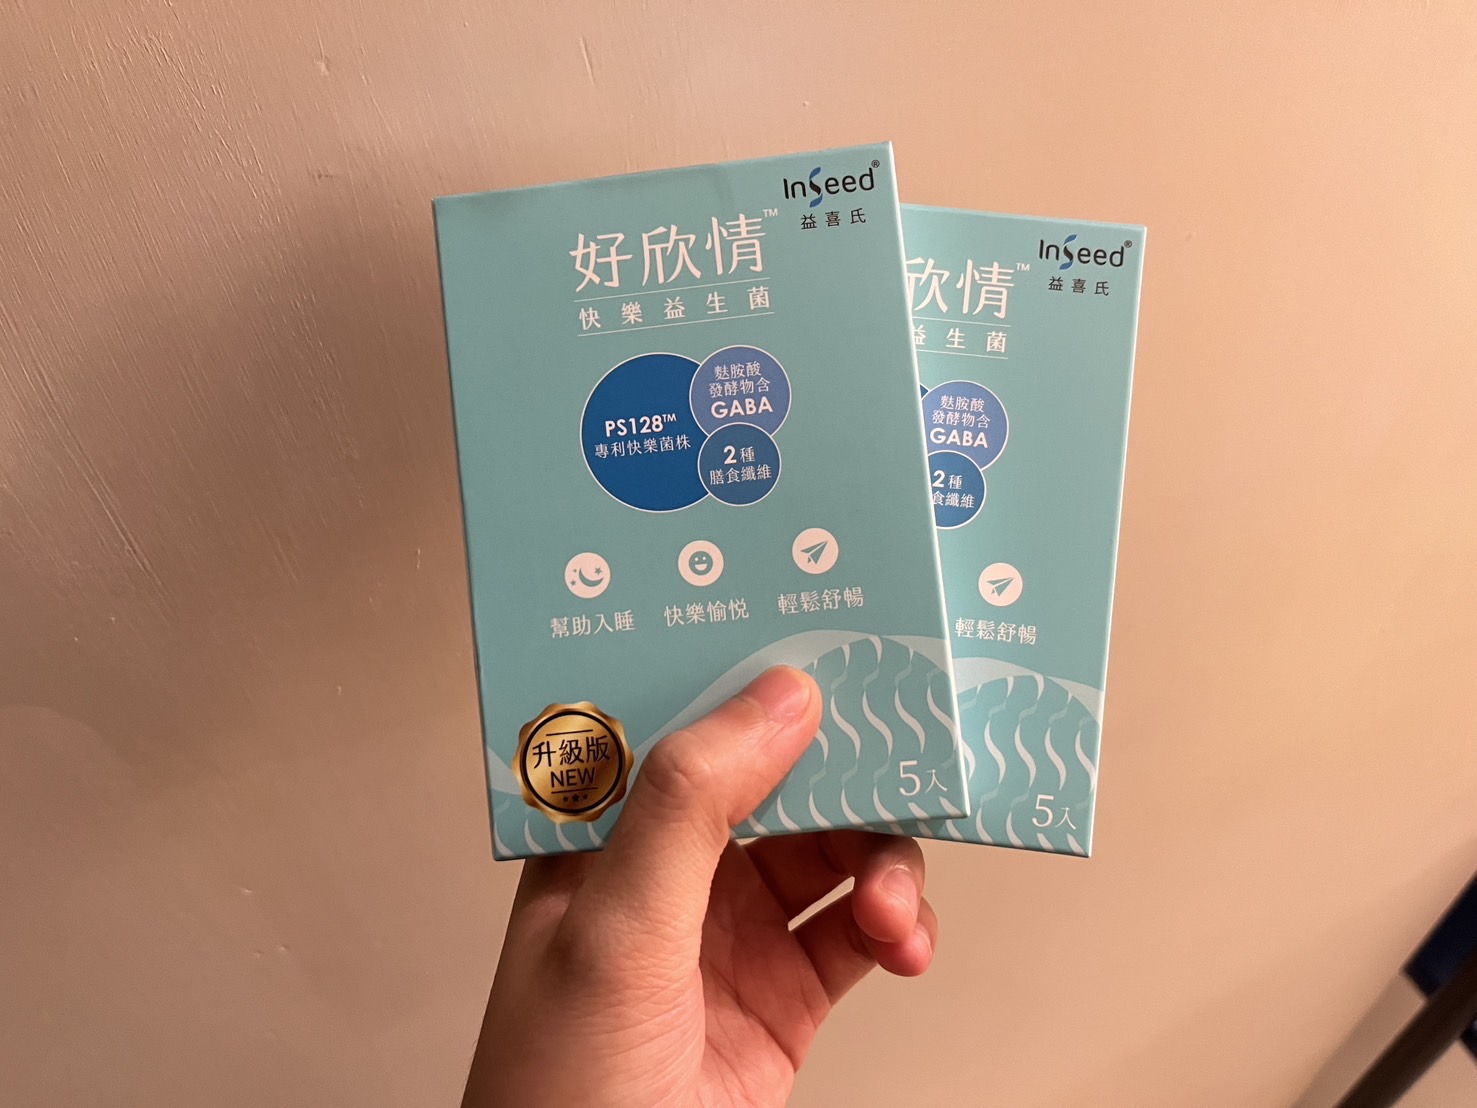 InSeed®
益喜氏
好欣情™
快樂益生菌
PS128™
專利快樂菌株
麩胺酸
發酵物含
GABA
2種
膳食纖維
幫助入睡
快樂愉悅
輕鬆舒暢
升級版
NEW
5入
InSeed®
益喜氏
欣情™
益生菌
麩胺酸
發酵物含
GABA
2種
食纖維
輕鬆舒暢
5入